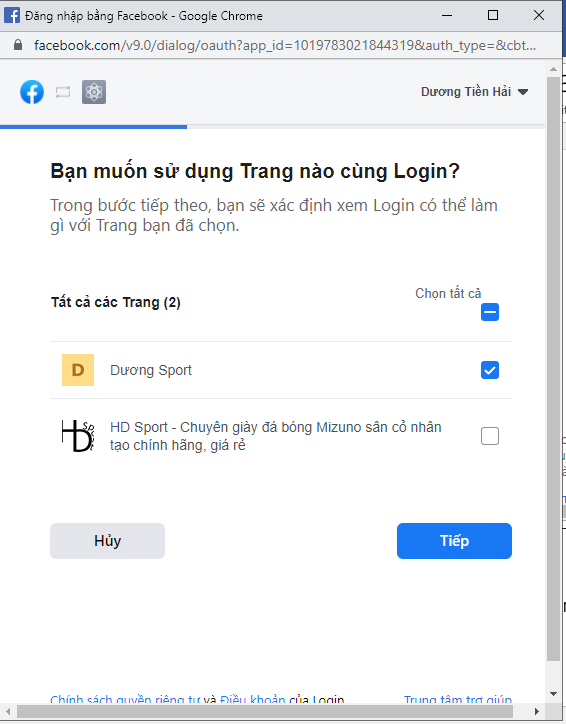 Đăng nhập bằng Facebook - Google Chrome
facebook.com/v9.0/dialog/oauth?app_id=1019783021844319&auth_type=&cbt...
Dương Tiền Hải
Bạn muốn sử dụng Trang nào cùng Login?
Trong bước tiếp theo, bạn sẽ xác định xem Login có thể làm
gì với Trang bạn đã chọn.
Chọn tất cả
Tất cả các Trang (2)
D
Dương Sport
HD Sport - Chuyên giày đá bóng Mizuno sân cỏ nhân
tạo chính hãng, giá rẻ
Hủy
Tiếp
Chính sách quyền riêng tư và Điều khoản của Login
Trung tâm trợ giúp